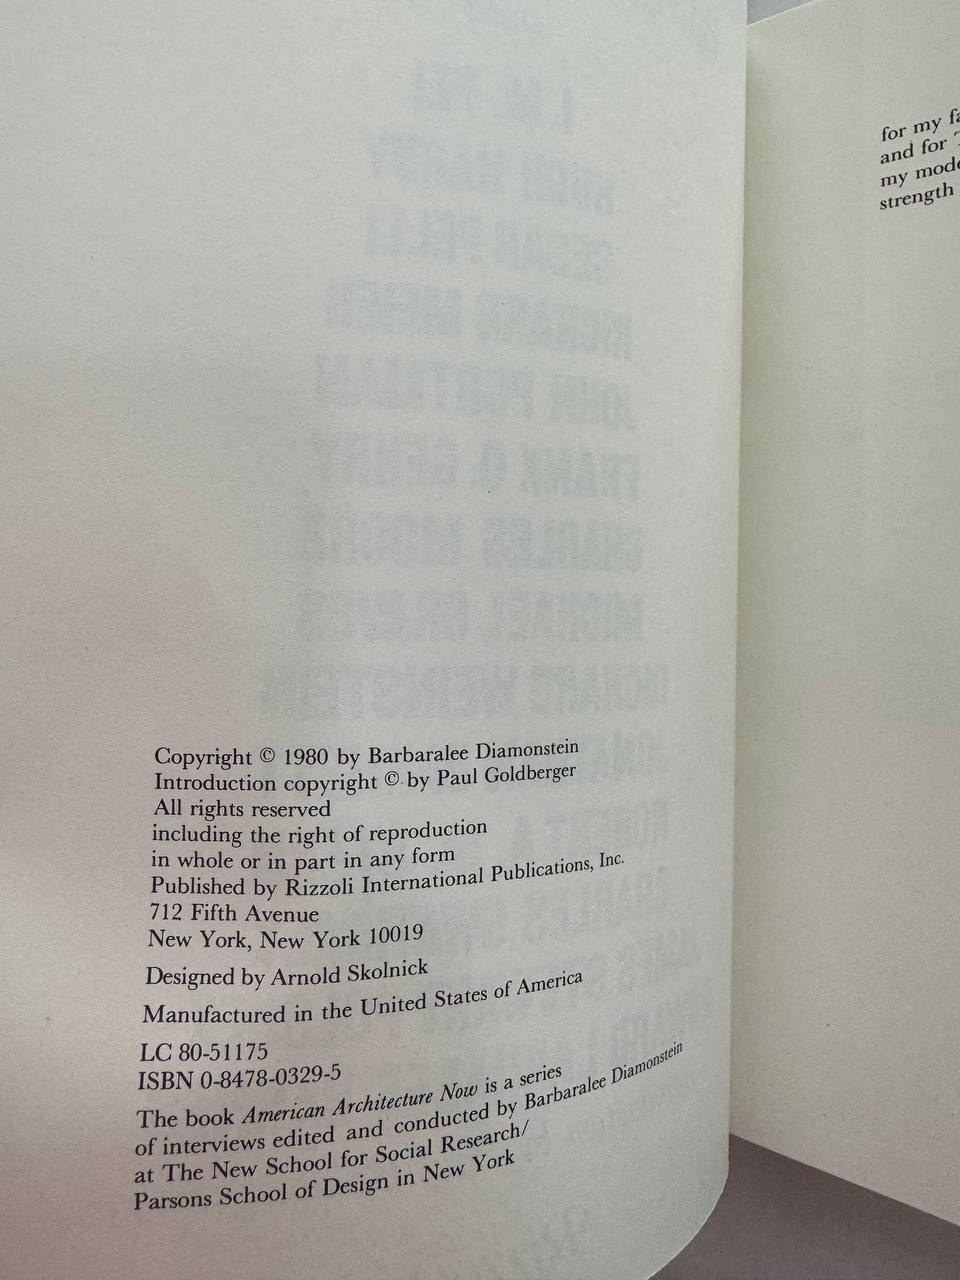 Copyright © 1980 by Barbaralee Diamonstein
Introduction copyright © by Paul Goldberger
All rights reserved
including the right of reproduction
in whole or in part in any form
Published by Rizzoli International Publications, Inc.
712 Fifth Avenue
New York, New York 10019
Designed by Arnold Skolnick
Manufactured in the United States of America
LC 80-51175
ISBN 0-8478-0329-5
The book American Architecture Now is a series
of interviews edited and conducted by Barbaralee Diamonstein
at The New School for Social Research/
Parsons School of Design in New York
for my
and for
my
strength